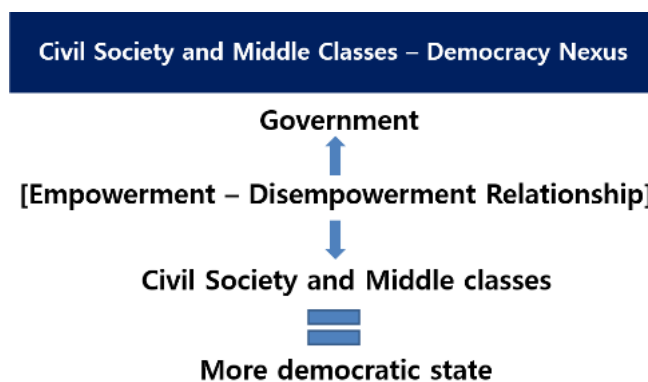 Civil Society and Middle Classes – Democracy Nexus
Government
[Empowerment – Disempowerment Relationship]
Civil Society and Middle classes
More democratic state